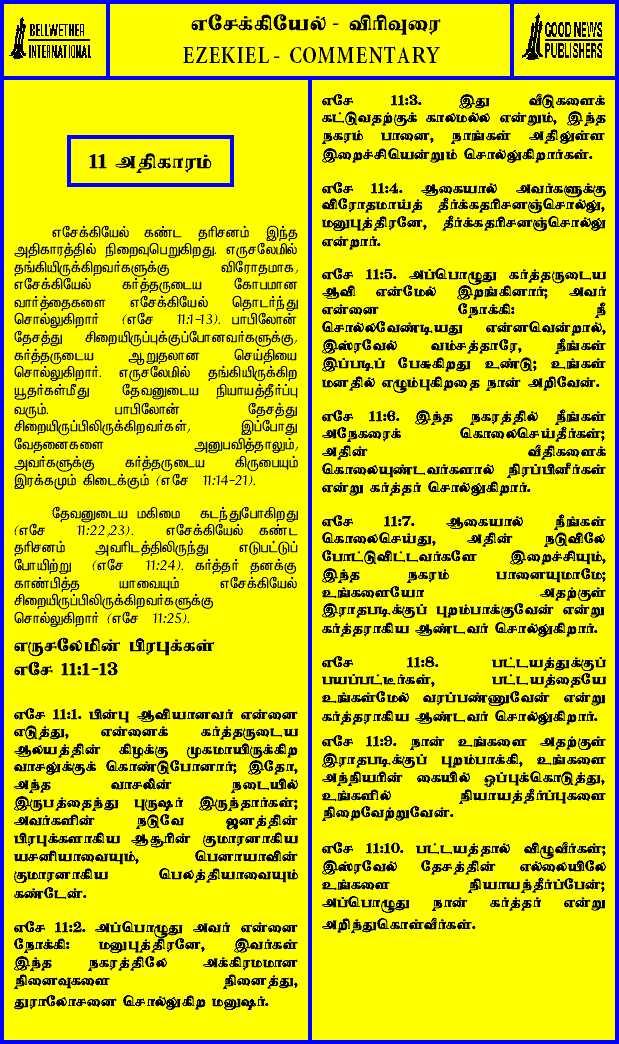 BELLWETHER
INTERNATIONAL
எசேக்கியேல் - விரிவுரை
EZEKIEL - COMMENTARY
GOOD NEWS
PUBLISHERS
11 அதிகாரம்
எசேக்கியேல் கண்ட தரிசனம் இந்த
அதிகாரத்தில் நிறைவுபெறுகிறது. எருசலேமில்
தங்கியிருக்கிறவர்களுக்கு விரோதமாக,
எசேக்கியேல் கர்த்தருடைய கோபமான
வார்த்தைகளை எசேக்கியேல் தொடர்ந்து
சொல்லுகிறார் (எசே 11:1-13). பாபிலோன்
தேசத்து சிறையிருப்புக்குப்போனவர்களுக்கு,
கர்த்தருடைய ஆறுதலான செய்தியை
சொல்லுகிறார். எருசலேமில் தங்கியிருக்கிற
யூதர்கள்மீது தேவனுடைய நியாயத்தீர்ப்பு
வரும். பாபிலோன் தேசத்து
சிறையிருப்பிலிருக்கிறவர்கள், இப்போது
வேதனைகளை அனுபவித்தாலும்,
அவர்களுக்கு கர்த்தருடைய கிருபையும்
இரக்கமும் கிடைக்கும் (எசே 11:14-21).
தேவனுடைய மகிமை கடந்துபோகிறது
(எசே 11:22,23). எசேக்கியேல் கண்ட
தரிசனம் அவரிடத்திலிருந்து எடுபட்டுப்
போயிற்று (எசே 11:24). கர்த்தர் தனக்கு
காண்பித்த யாவையும் எசேக்கியேல்
சிறையிருப்பிலிருக்கிறவர்களுக்கு
சொல்லுகிறார் (எசே 11:25).
எருசலேமின் பிரபுக்கள்
எசே 11:1-13
எசே 11:1. பின்பு ஆவியானவர் என்னை
எடுத்து, என்னைக் கர்த்தருடைய
ஆலயத்தின் கிழக்கு முகமாயிருக்கிற
வாசலுக்குக் கொண்டுபோனார்; இதோ,
அந்த வாசலின் நடையில்
இருபத்தைந்து புருஷர் இருந்தார்கள்;
அவர்களின் நடுவே ஜனத்தின்
பிரபுக்களாகிய ஆசூரின் குமாரனாகிய
யசனியாவையும், பெனாயாவின்
குமாரனாகிய பெலத்தியாவையும்
கண்டேன்.
எசே 11:2. அப்பொழுது அவர் என்னை
நோக்கி: மனுபுத்திரனே, இவர்கள்
இந்த நகரத்திலே அக்கிரமமான
நினைவுகளை நினைத்து,
துராலோசனை சொல்லுகிற மனுஷர்.
எசே 11:3. இது வீடுகளைக்
கட்டுவதற்குக் காலமல்ல என்றும், இந்த
நகரம் பானை, நாங்கள் அதிலுள்ள
இறைச்சியென்றும் சொல்லுகிறார்கள்.
எசே 11:4. ஆகையால் அவர்களுக்கு
விரோதமாய்த் தீர்க்கதரிசனஞ்சொல்லு,
மனுபுத்திரனே, தீர்க்கதரிசனஞ்சொல்லு
என்றார்.
எசே 11:5. அப்பொழுது கர்த்தருடைய
ஆவி என்மேல் இறங்கினார்; அவர்
என்னை நோக்கி: நீ
சொல்லவேண்டியது என்னவென்றால்,
இஸ்ரவேல் வம்சத்தாரே, நீங்கள்
இப்படிப் பேசுகிறது உண்டு; உங்கள்
மனதில் எழும்புகிறதை நான் அறிவேன்.
எசே 11:6. இந்த நகரத்தில் நீங்கள்
அநேகரைக் கொலைசெய்தீர்கள்;
அதின் வீதிகளைக்
கொலையுண்டவர்களால் நிரப்பினீர்கள்
என்று கர்த்தர் சொல்லுகிறார்.
எசே 11:7. ஆகையால் நீங்கள்
கொலைசெய்து, அதின் நடுவிலே
போட்டுவிட்டவர்களே இறைச்சியும்,
இந்த நகரம் பானையுமாமே;
உங்களையோ அதற்குள்
இராதபடிக்குப் புறம்பாக்குவேன் என்று
கர்த்தராகிய ஆண்டவர் சொல்லுகிறார்.
எசே 11:8. பட்டயத்துக்குப்
பயப்பட்டீர்கள், பட்டயத்தையே
உங்கள்மேல் வரப்பண்ணுவேன் என்று
கர்த்தராகிய ஆண்டவர் சொல்லுகிறார்.
எசே 11:9. நான் உங்களை அதற்குள்
இராதபடிக்குப் புறம்பாக்கி, உங்களை
அந்நியரின் கையில் ஒப்புக்கொடுத்து,
உங்களில் நியாயத்தீர்ப்புகளை
நிறைவேற்றுவேன்.
எசே 11:10. பட்டயத்தால் விழுவீர்கள்;
இஸ்ரவேல் தேசத்தின் எல்லையிலே
உங்களை நியாயந்தீர்ப்பேன்;
அப்பொழுது நான் கர்த்தர் என்று
அறிந்துகொள்வீர்கள்.